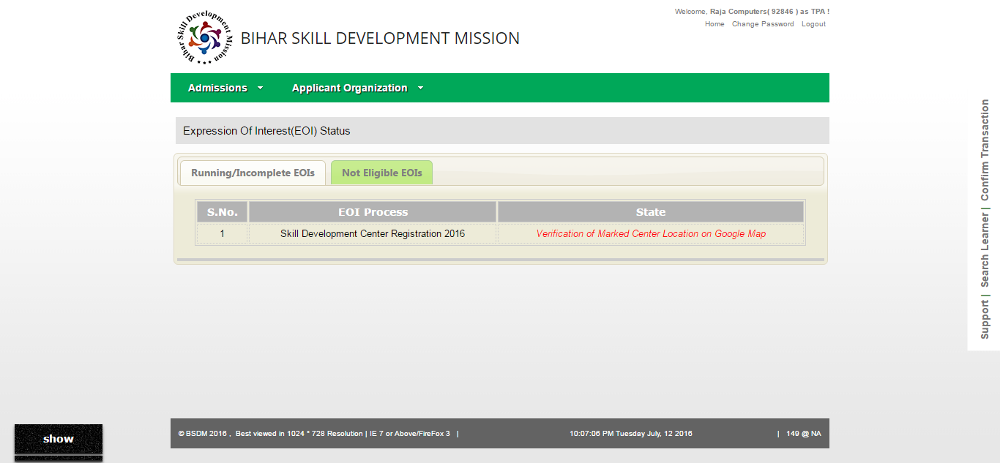 Bihar Skill Development Mission
BIHAR SKILL DEVELOPMENT MISSION
Welcome, Raja Computers( 92846 ) as TPA !
Home Change Password Logout
Admissions Applicant Organization
Expression Of Interest(EOI) Status
Running/Incomplete EOIs Not Eligible EOIs
S.No. EOI Process State
1 Skill Development Center Registration 2016 Verification of Marked Center Location on Google Map
Support | Search Learner | Confirm Transaction
show
© BSDM 2016 , Best viewed in 1024 * 728 Resolution | IE 7 or Above/FireFox 3 | 10:07:06 PM Tuesday July, 12 2016 | 149 @ NA